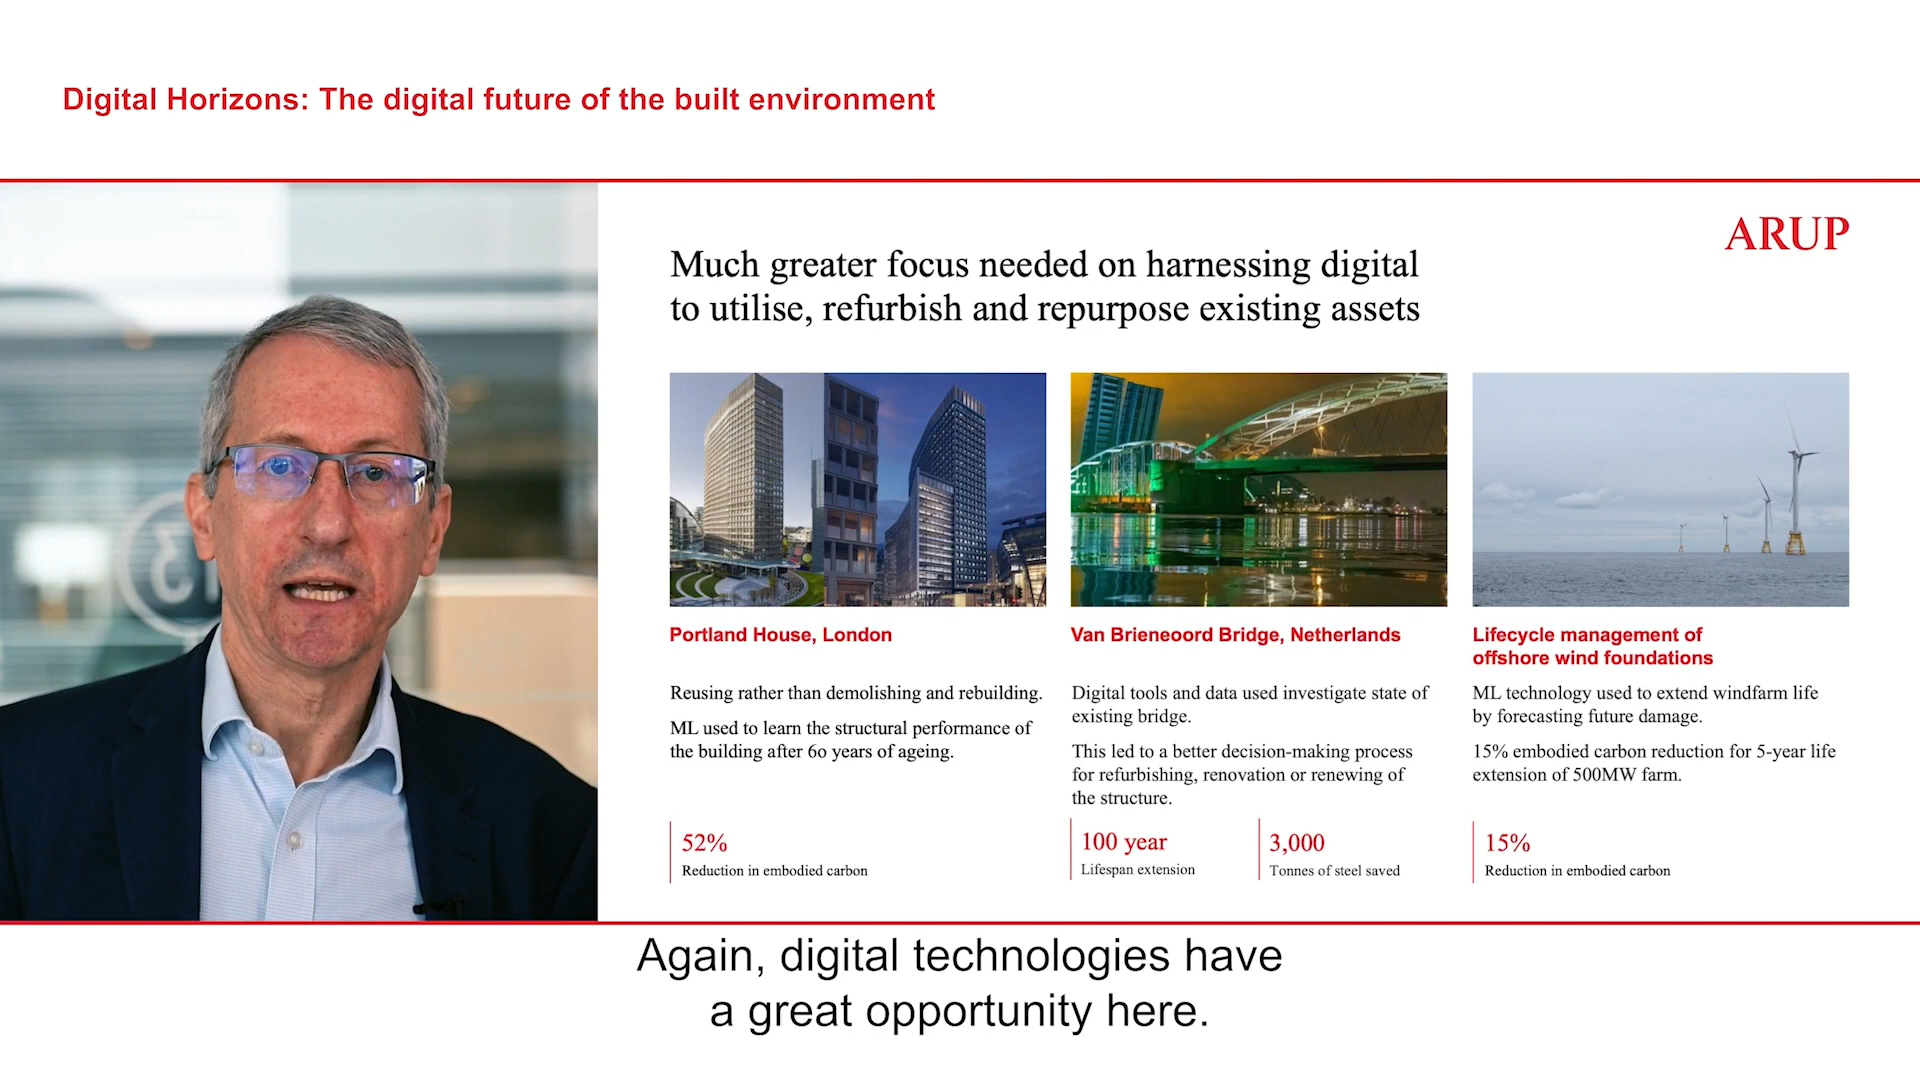 Digital Horizons: The digital future of the built environment
ARUP
Much greater focus needed on harnessing digital
to utilise, refurbish and repurpose existing assets
Portland House, London
Reusing rather than demolishing and rebuilding.
ML used to learn the structural performance of
the building after 60 years of ageing.
52%
Reduction in embodied carbon
Van Brieneoord Bridge, Netherlands
Digital tools and data used investigate state of
existing bridge.
This led to a better decision-making process
for refurbishing, renovation or renewing of
the structure.
100 year
Lifespan extension
3,000
Tonnes of steel saved
Lifecycle management of
offshore wind foundations
ML technology used to extend windfarm life
by forecasting future damage.
15% embodied carbon reduction for 5-year life
extension of 500MW farm.
15%
Reduction in embodied carbon
Again, digital technologies have
a great opportunity here.